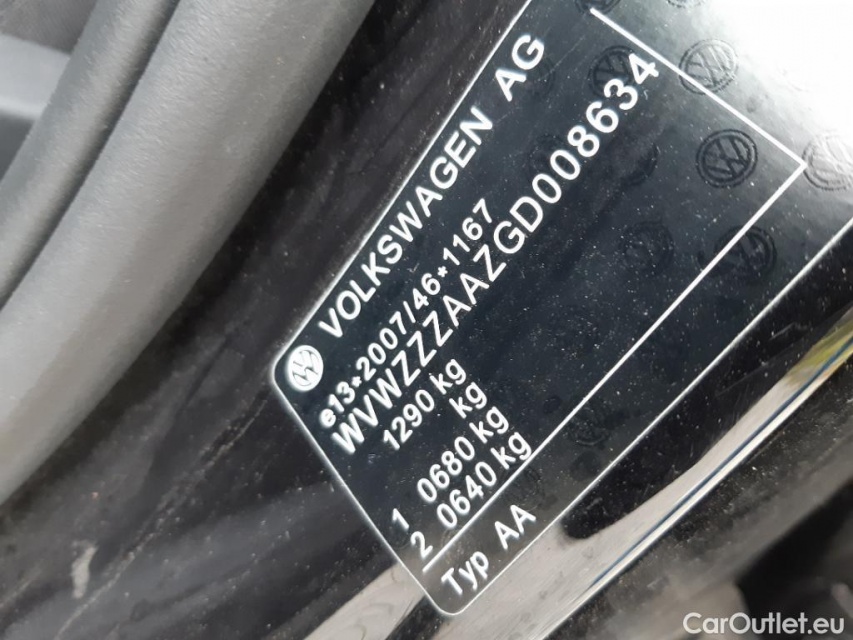 VOLKSWAGEN AG
e13*2007/46*1167
WVWZZZAAZGD008634
1290 kg
kg
1 0680 kg
2 0640 kg
Typ AA
CarOutlet.eu